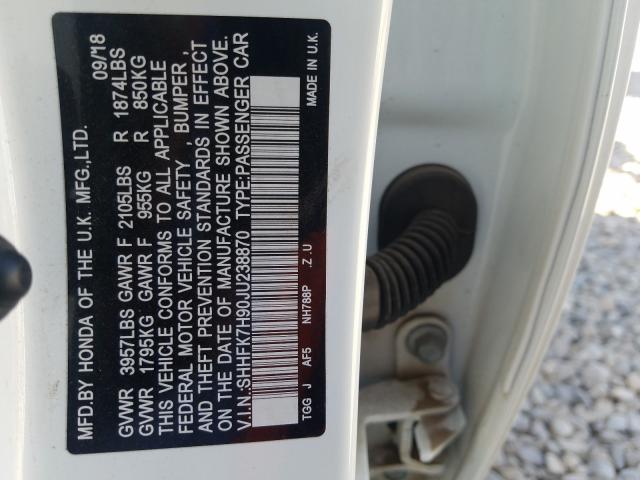 MFD.BY HONDA OF THE U.K. MFG.,LTD. 09/18
GVWR 3957LBS GAWR F 2105LBS R 1874LBS
GVWR 1795KG GAWR F 955KG R 850KG
THIS VEHICLE CONFORMS TO ALL APPLICABLE
FEDERAL MOTOR VEHICLE SAFETY , BUMPER ,
AND THEFT PREVENTION STANDARDS IN EFFECT
ON THE DATE OF MANUFACTURE SHOWN ABOVE.
V.I.N.:SHHFK7H90JU238870 TYPE:PASSENGER CAR
TGG J AF5 NH788P .Z .U MADE IN U.K.